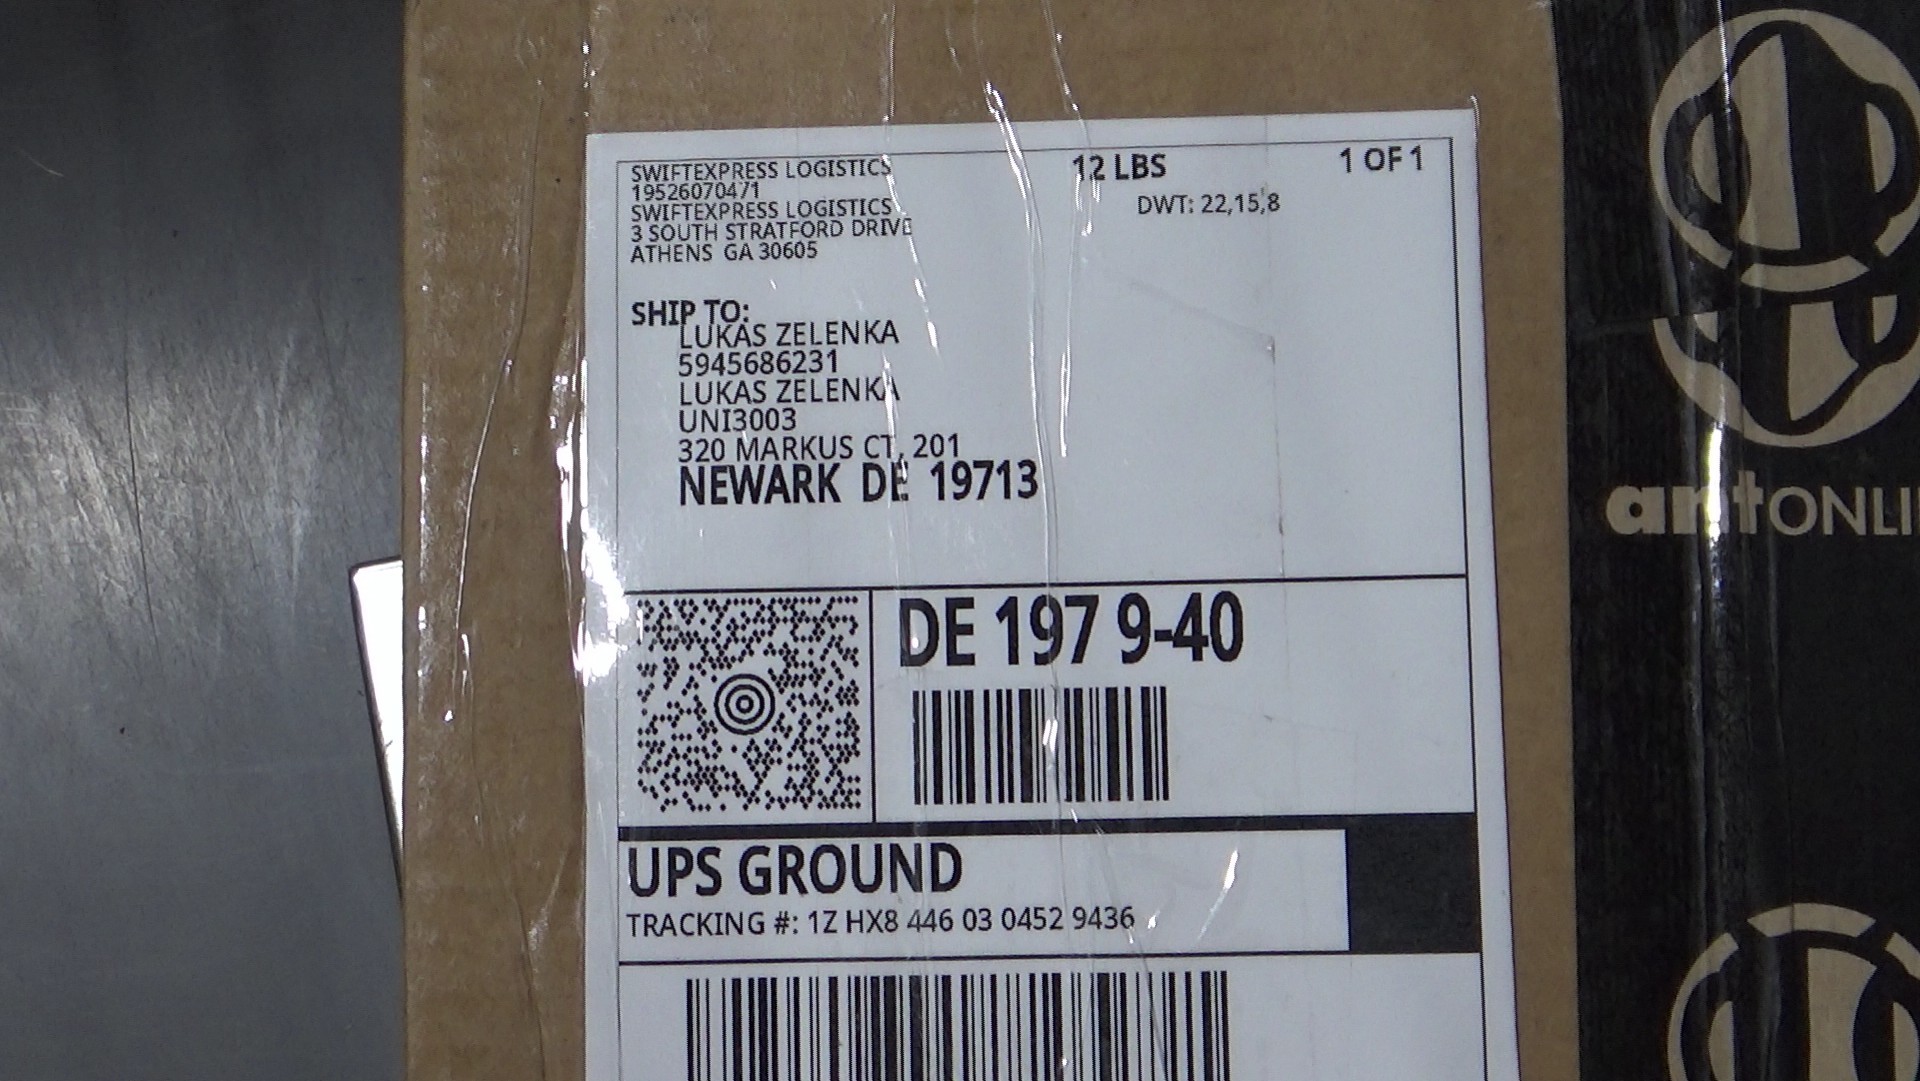 SWIFTEXPRESS LOGISTICS
19526070471
SWIFTEXPRESS LOGISTICS
3 SOUTH STRATFORD DRIVE
ATHENS GA 30605
12 LBS
1 OF 1
DWT: 22,15,8
SHIP TO:
LUKAS ZELENKA
5945686231
LUKAS ZELENKA
UNI3003
320 MARKUS CT, 201
NEWARK DE 19713
DE 197 9-40
UPS GROUND
TRACKING #: 1Z HX8 446 03 0452 9436
antONLI